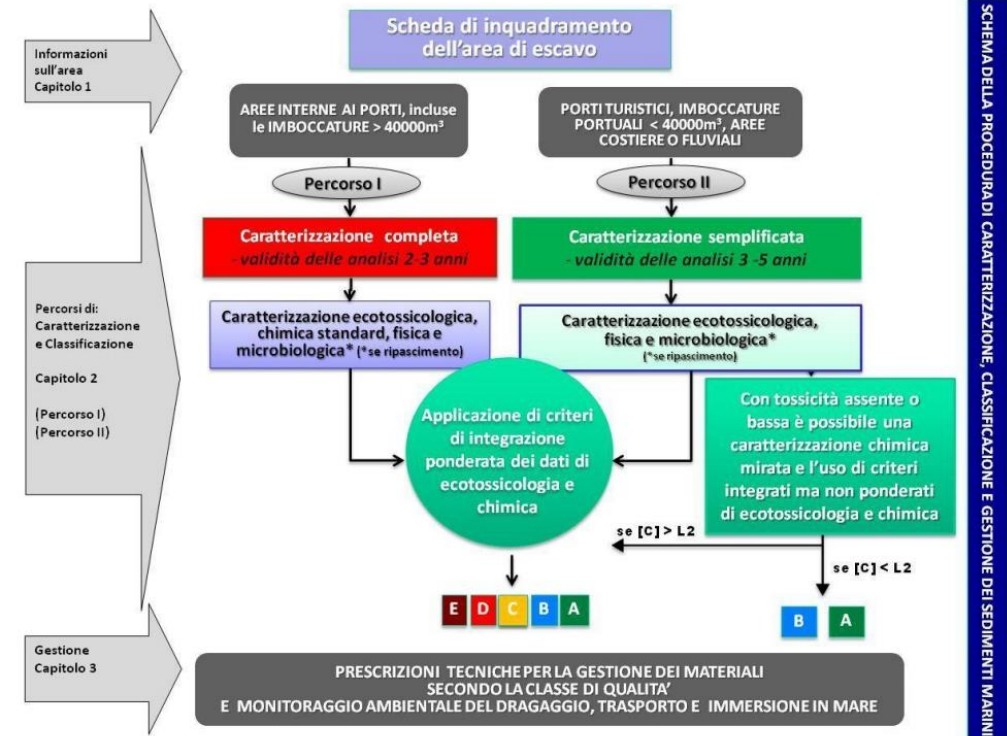 Scheda di inquadramento
dell'area di escavo
Informazioni
sull'area
Capitolo 1
AREE INTERNE AI PORTI, incluse
le IMBOCCATURE > 40000m³
PORTI TURISTICI, IMBOCCATURE
PORTUALI < 40000m³, AREE
COSTIERE O FLUVIALI
Percorso I
Percorso II
Caratterizzazione completa
- validità delle analisi 2-3 anni
Caratterizzazione semplificata
- validità delle analisi 3 -5 anni
Percorsi di:
Caratterizzazione
e Classificazione
Capitolo 2
(Percorso I)
(Percorso II)
Caratterizzazione ecotossicologica,
chimica standard, fisica e
microbiologica* (*se ripascimento)
Caratterizzazione ecotossicologica,
fisica e microbiologica*
(*se ripascimento)
Applicazione di criteri
di integrazione
ponderata dei dati di
ecotossicologia e
chimica
Con tossicità assente o
bassa è possibile una
caratterizzazione chimica
mirata e l'uso di criteri
integrati ma non ponderati
di ecotossicologia e chimica
se [C] > L2
se [C] < L2
E D C B A
B A
Gestione
Capitolo 3
PRESCRIZIONI TECNICHE PER LA GESTIONE DEI MATERIALI
SECONDO LA CLASSE DI QUALITA'
E MONITORAGGIO AMBIENTALE DEL DRAGAGGIO, TRASPORTO E IMMERSIONE IN MARE
SCHEMA DELLA PROCEDURA DI CARATTERIZZAZIONE, CLASSIFICAZIONE E GESTIONE DEI SEDIMENTI MARINI